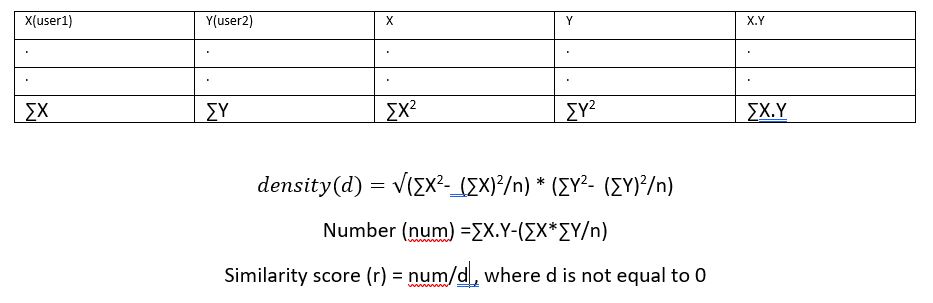 X(user1) Y(user2) X Y X.Y
. . . . .
. . . . .
∑X ∑Y ∑X² ∑Y² ∑X.Y
density(d) = √(∑X²- (∑X)²/n) * (∑Y²- (∑Y)²/n)
Number (num) =∑X.Y-(∑X*∑Y/n)
Similarity score (r) = num/d , where d is not equal to 0